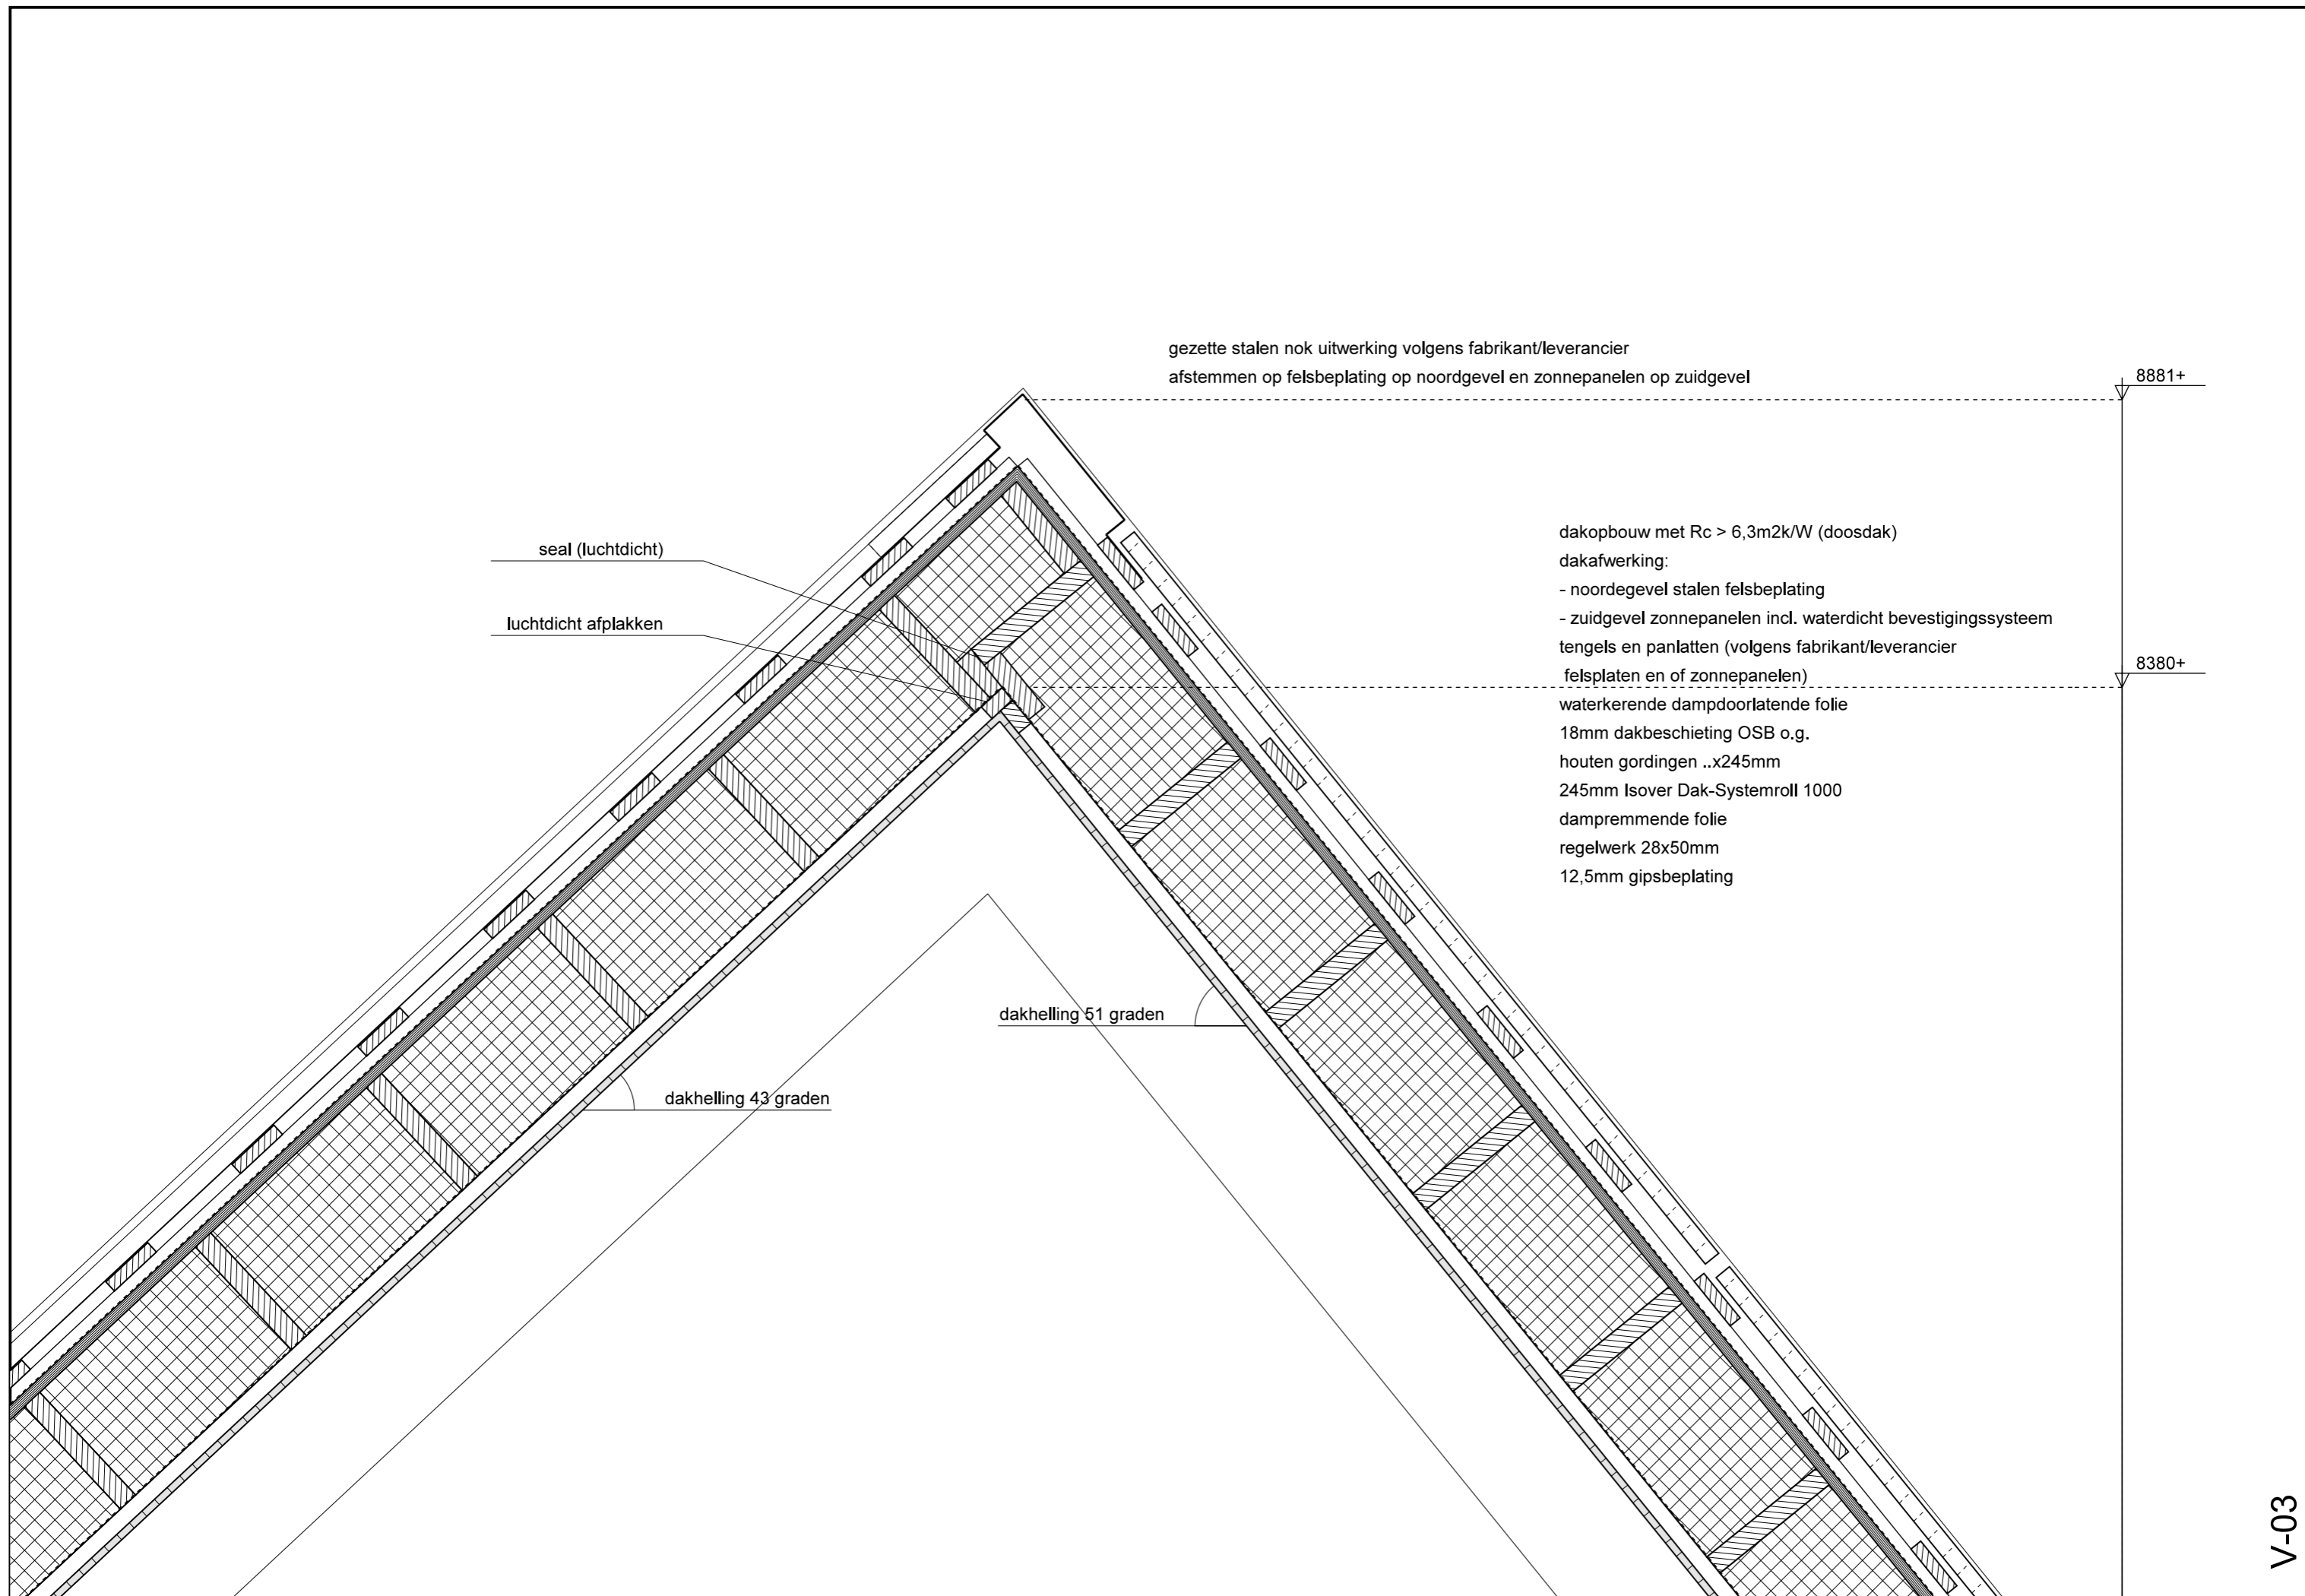 gezette stalen nok uitwerking volgens fabrikant/leverancier
afstemmen op felsbeplating op noordgevel en zonnepanelen op zuidgevel
8881+
seal (luchtdicht)
luchtdicht afplakken
dakopbouw met Rc > 6,3m2k/W (doosdak)
dakafwerking:
- noordegevel stalen felsbeplating
- zuidgevel zonnepanelen incl. waterdicht bevestigingssysteem
tengels en panlatten (volgens fabrikant/leverancier
felsplaten en of zonnepanelen)
waterkerende dampdoorlatende folie
18mm dakbeschieting OSB o.g.
houten gordingen ..x245mm
245mm Isover Dak-Systemroll 1000
dampremmende folie
regelwerk 28x50mm
12,5mm gipsbeplating
8380+
dakhelling 51 graden
dakhelling 43 graden
V-03